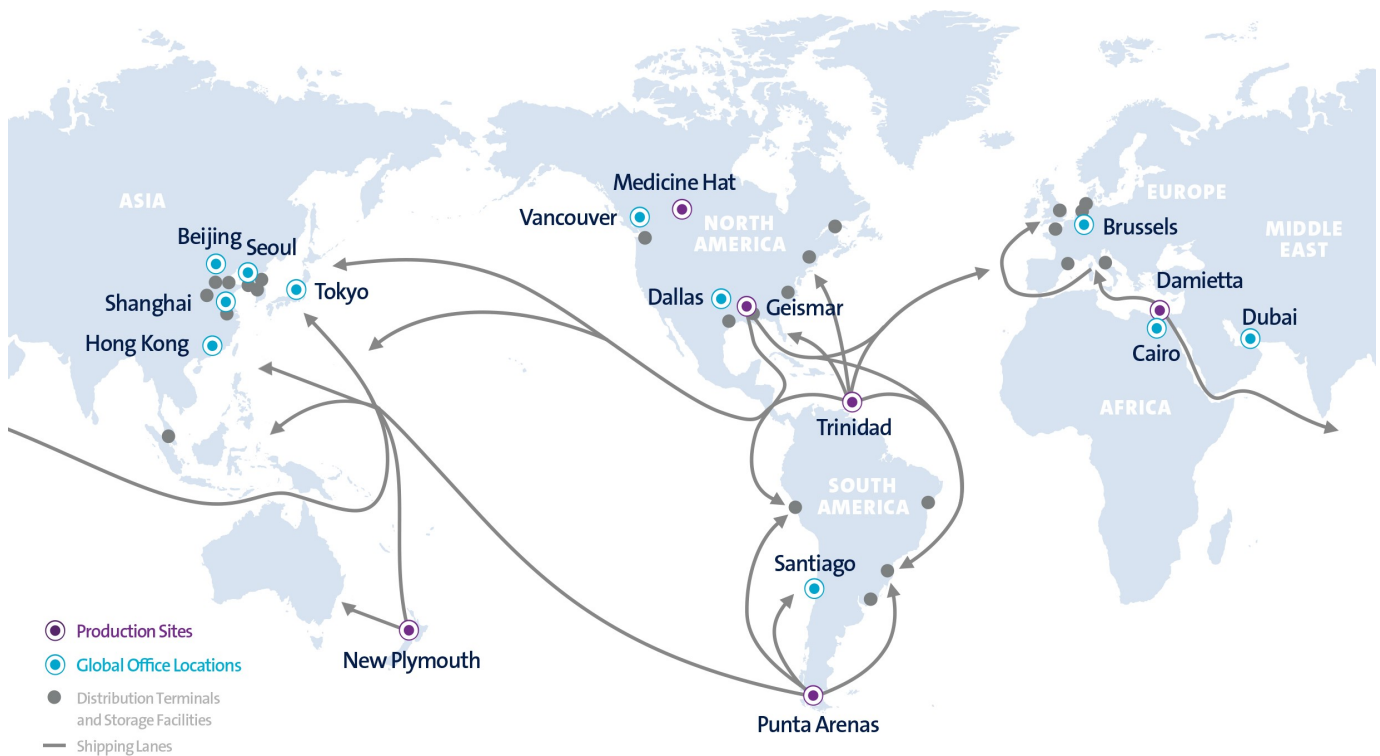 Medicine Hat
ASIA
EUROPE
Vancouver
NORTH
AMERICA
Beijing
Seoul
Brussels
MIDDLE
EAST
Tokyo
Shanghai
Dallas
Geismar
Damietta
Dubai
Hong Kong
Cairo
AFRICA
Trinidad
SOUTH
AMERICA
Santiago
New Plymouth
Punta Arenas
Production Sites
Global Office Locations
Distribution Terminals
and Storage Facilities
Shipping Lanes